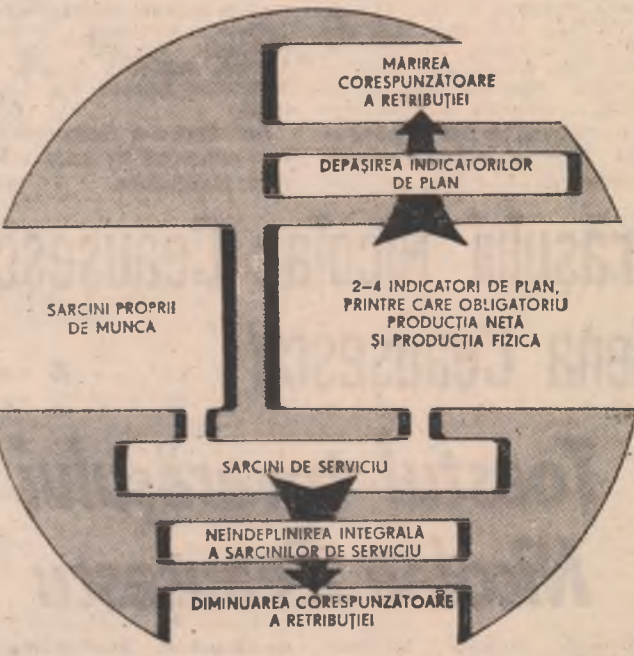 MĂRIREA
CORESPUNZĂTOARE
A RETRIBUȚIEI
DEPĂȘIREA INDICATORILOR
DE PLAN
SARCINI PROPRII
DE MUNCA
2–4 INDICATORI DE PLAN,
PRINTRE CARE OBLIGATORIU
PRODUCȚIA NETĂ
ȘI PRODUCȚIA FIZICĂ
SARCINI DE SERVICIU
NEÎNDEPLINIREA INTEGRALĂ
A SARCINILOR DE SERVICIU
DIMINUAREA CORESPUNZĂTOARE
A RETRIBUȚIEI